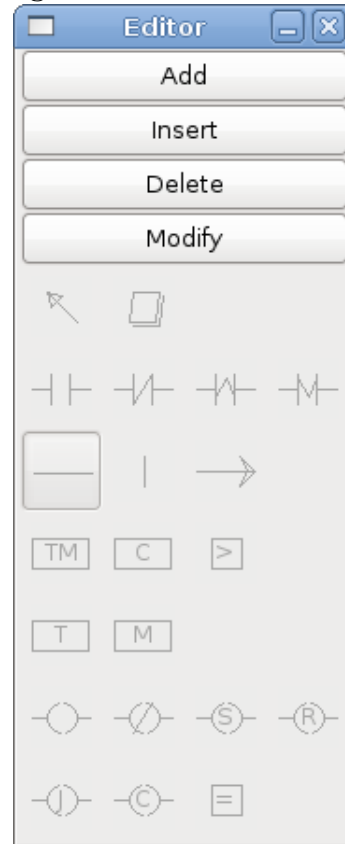 Editor
Add
Insert
Delete
Modify
M
TM C >
T M
S R
J C =